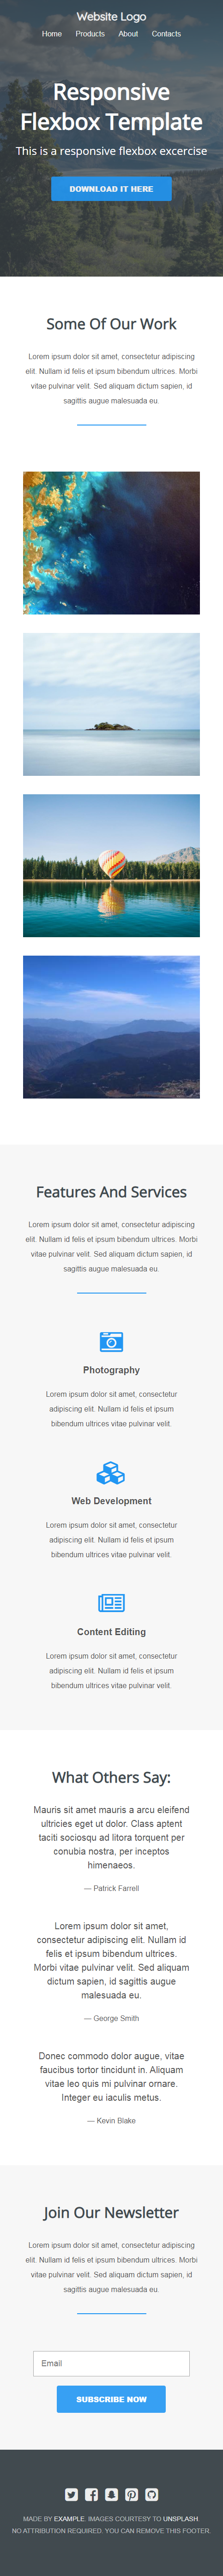 Website Logo
Home Products About Contacts
Responsive
Flexbox Template
This is a responsive flexbox excercise
DOWNLOAD IT HERE
Some Of Our Work
Lorem ipsum dolor sit amet, consectetur adipiscing
elit. Nullam id felis et ipsum bibendum ultrices. Morbi
vitae pulvinar velit. Sed aliquam dictum sapien, id
sagittis augue malesuada eu.
Features And Services
Lorem ipsum dolor sit amet, consectetur adipiscing
elit. Nullam id felis et ipsum bibendum ultrices. Morbi
vitae pulvinar velit. Sed aliquam dictum sapien, id
sagittis augue malesuada eu.
Photography
Lorem ipsum dolor sit amet, consectetur
adipiscing elit. Nullam id felis et ipsum
bibendum ultrices vitae pulvinar velit.
Web Development
Lorem ipsum dolor sit amet, consectetur
adipiscing elit. Nullam id felis et ipsum
bibendum ultrices vitae pulvinar velit.
Content Editing
Lorem ipsum dolor sit amet, consectetur
adipiscing elit. Nullam id felis et ipsum
bibendum ultrices vitae pulvinar velit.
What Others Say:
Mauris sit amet mauris a arcu eleifend
ultricies eget ut dolor. Class aptent
taciti sociosqu ad litora torquent per
conubia nostra, per inceptos
himenaeos.
— Patrick Farrell
Lorem ipsum dolor sit amet,
consectetur adipiscing elit. Nullam id
felis et ipsum bibendum ultrices.
Morbi vitae pulvinar velit. Sed aliquam
dictum sapien, id sagittis augue
malesuada eu.
— George Smith
Donec commodo dolor augue, vitae
faucibus tortor tincidunt in. Aliquam
vitae leo quis mi pulvinar ornare.
Integer eu iaculis metus.
— Kevin Blake
Join Our Newsletter
Lorem ipsum dolor sit amet, consectetur adipiscing
elit. Nullam id felis et ipsum bibendum ultrices. Morbi
vitae pulvinar velit. Sed aliquam dictum sapien, id
sagittis augue malesuada eu.
Email
SUBSCRIBE NOW
MADE BY EXAMPLE. IMAGES COURTESY TO UNSPLASH.
NO ATTRIBUTION REQUIRED. YOU CAN REMOVE THIS FOOTER.